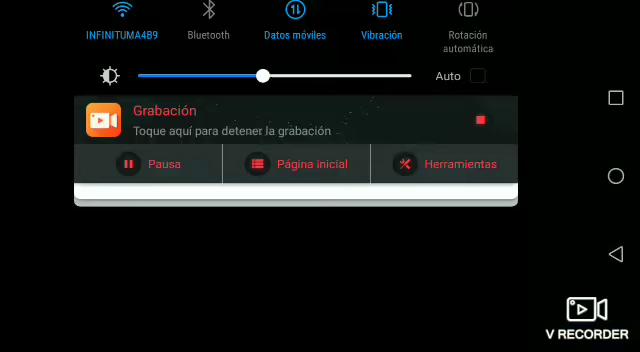 INFINITUMA4B9 Bluetooth Datos móviles Vibración Rotación
automática
Auto
Grabación
Toque aquí para detener la grabación
Pausa Página inicial Herramientas
V RECORDER